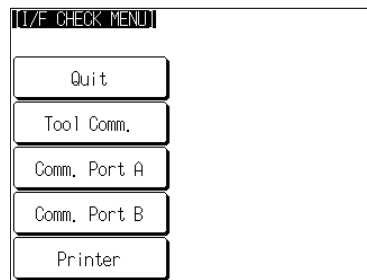 [I/F CHECK MENU]
Quit
Tool Comm.
Comm. Port A
Comm. Port B
Printer